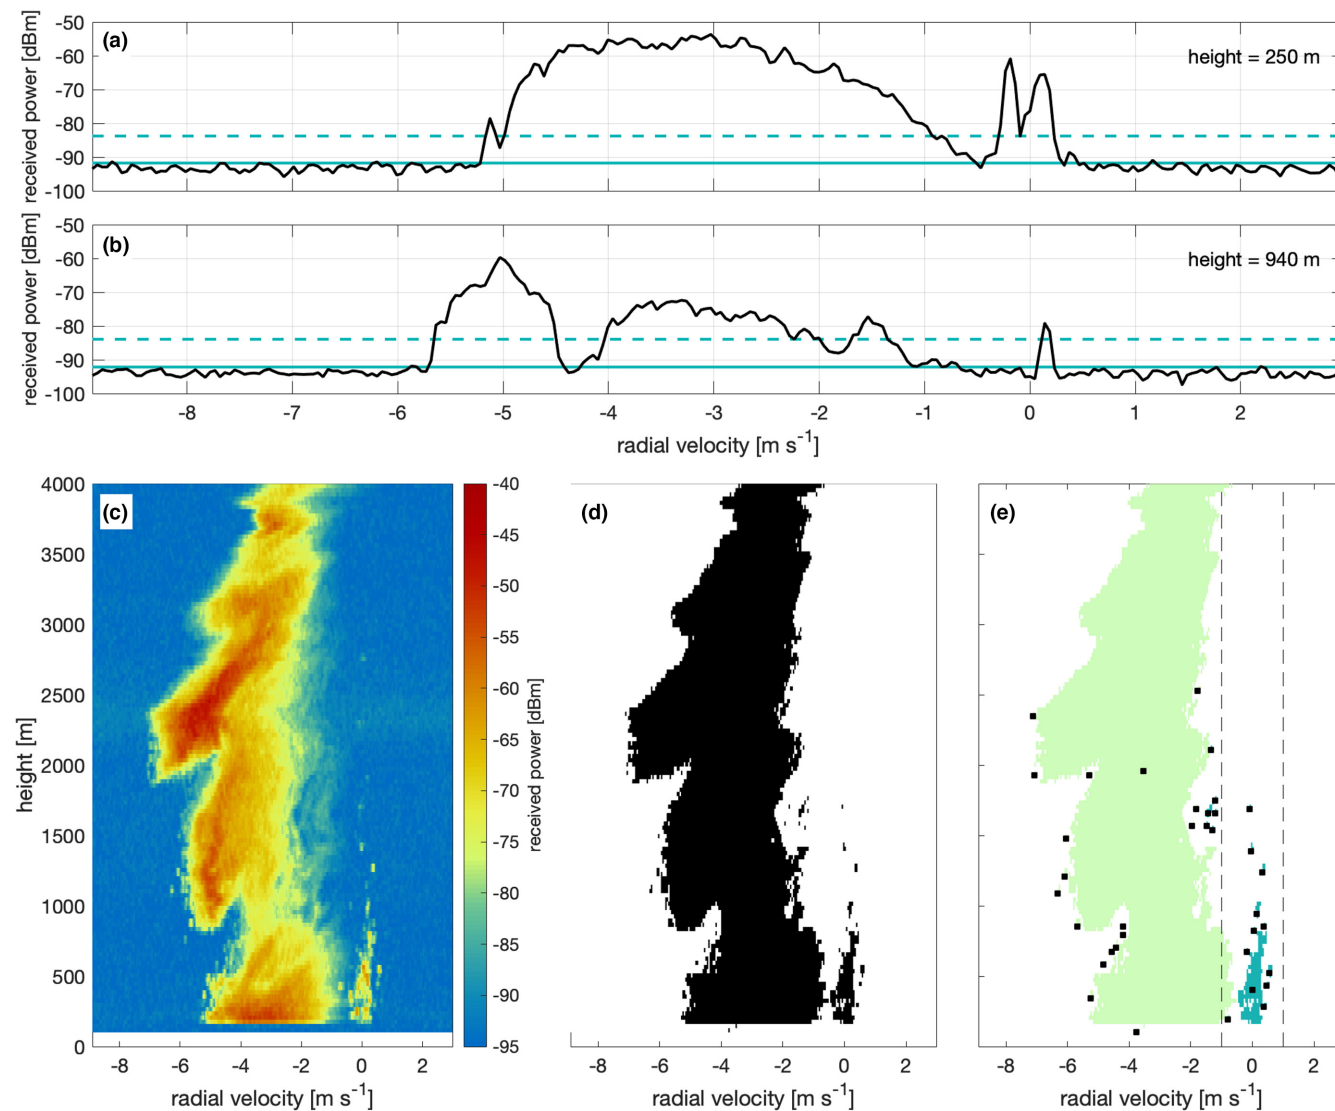 (a)
height = 250 m
received power [dBm]
-50
-60
-70
-80
-90
-100
(b)
height = 940 m
received power [dBm]
-50
-60
-70
-80
-90
-100
-8 -7 -6 -5 -4 -3 -2 -1 0 1 2
radial velocity [m s-1]
(c)
height [m]
4000
3500
3000
2500
2000
1500
1000
500
0
-8 -6 -4 -2 0 2
radial velocity [m s-1]
-40
-45
-50
-55
-60
-65
-70
-75
-80
-85
-90
-95
received power [dBm]
(d)
-8 -6 -4 -2 0 2
radial velocity [m s-1]
(e)
-8 -6 -4 -2 0 2
radial velocity [m s-1]